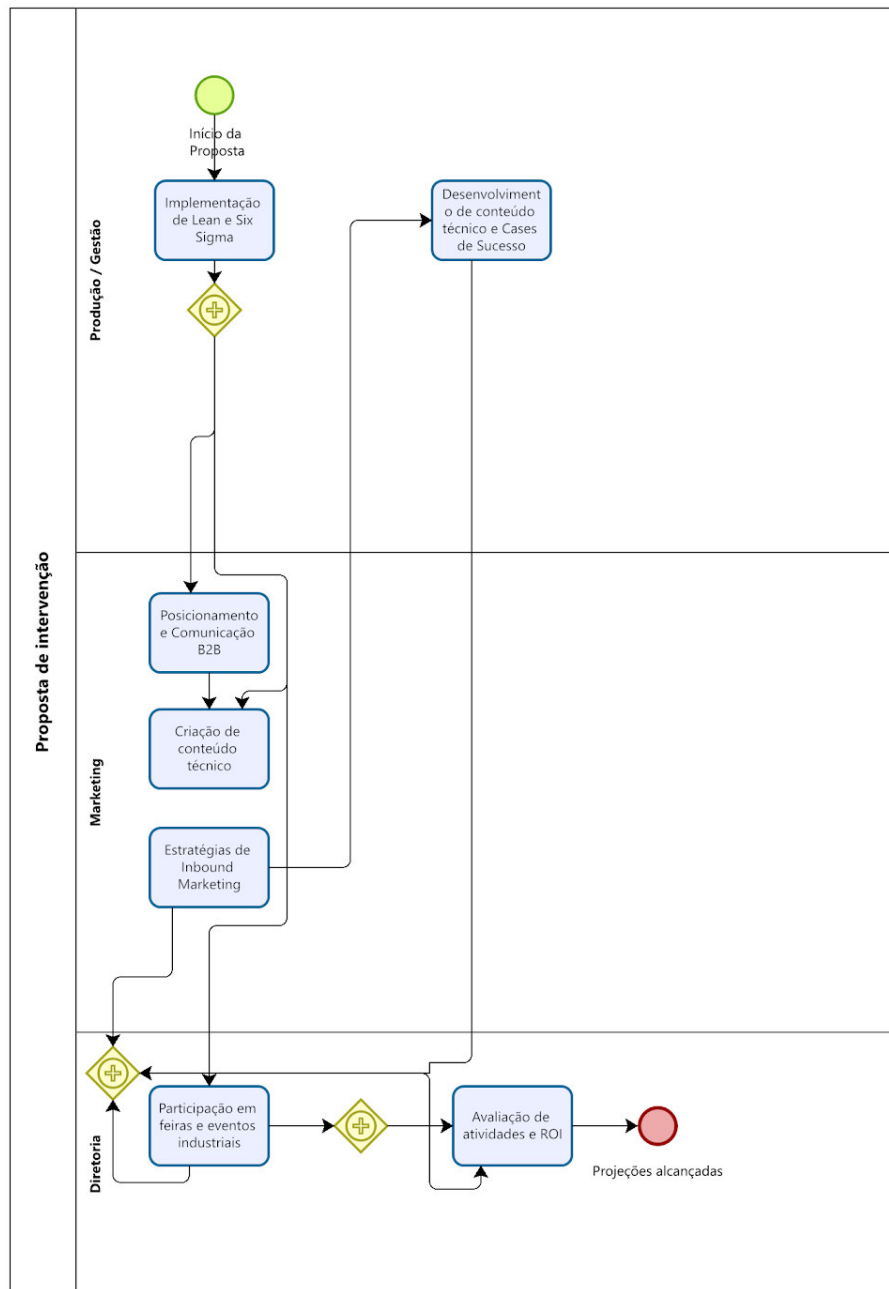 Proposta de intervenção
Produção / Gestão
Início da
Proposta
Implementação
de Lean e Six
Sigma
Desenvolviment
o de conteúdo
técnico e Cases
de Sucesso
Marketing
Posicionamento
e Comunicação
B2B
Criação de
conteúdo
técnico
Estratégias de
Inbound
Marketing
Diretoria
Participação em
feiras e eventos
industriais
Avaliação de
atividades e ROI
Projeções alcançadas